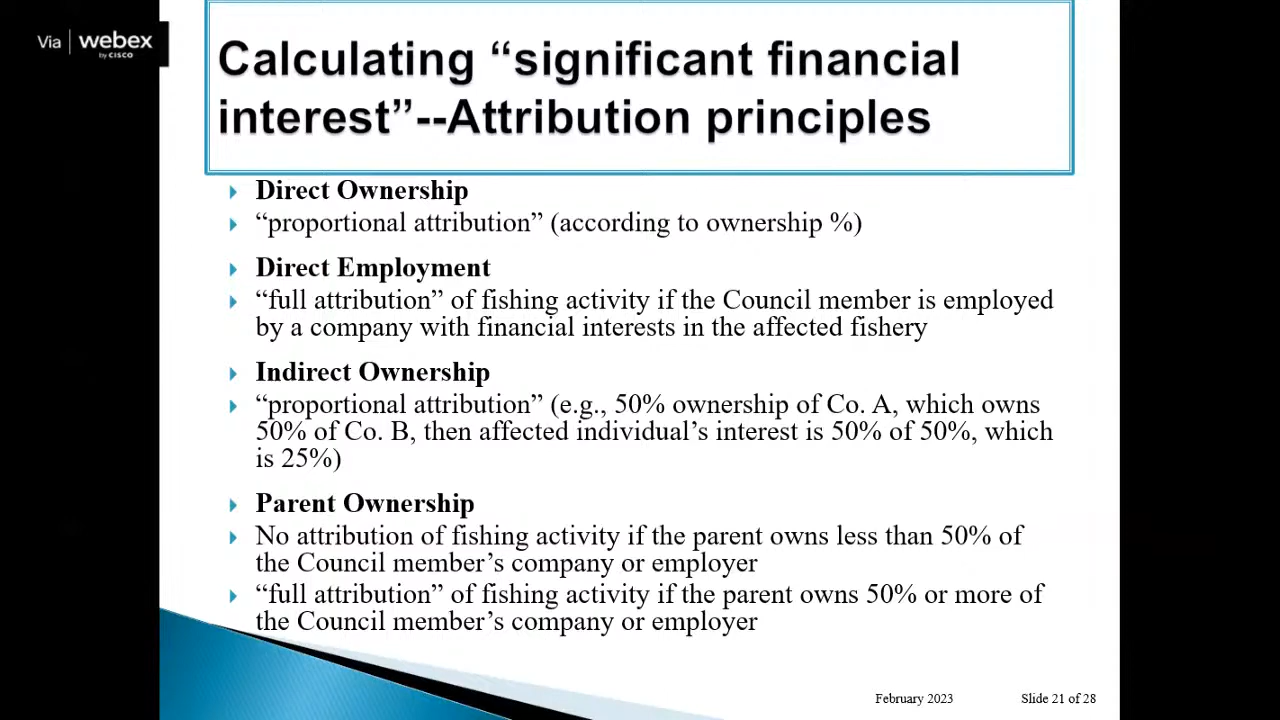 Via | webex
by CISCO
Calculating “significant financial
interest”--Attribution principles
Direct Ownership
“proportional attribution” (according to ownership %)
Direct Employment
“full attribution” of fishing activity if the Council member is employed
by a company with financial interests in the affected fishery
Indirect Ownership
“proportional attribution” (e.g., 50% ownership of Co. A, which owns
50% of Co. B, then affected individual’s interest is 50% of 50%, which
is 25%)
Parent Ownership
No attribution of fishing activity if the parent owns less than 50% of
the Council member’s company or employer
“full attribution” of fishing activity if the parent owns 50% or more of
the Council member’s company or employer
February 2023 Slide 21 of 28